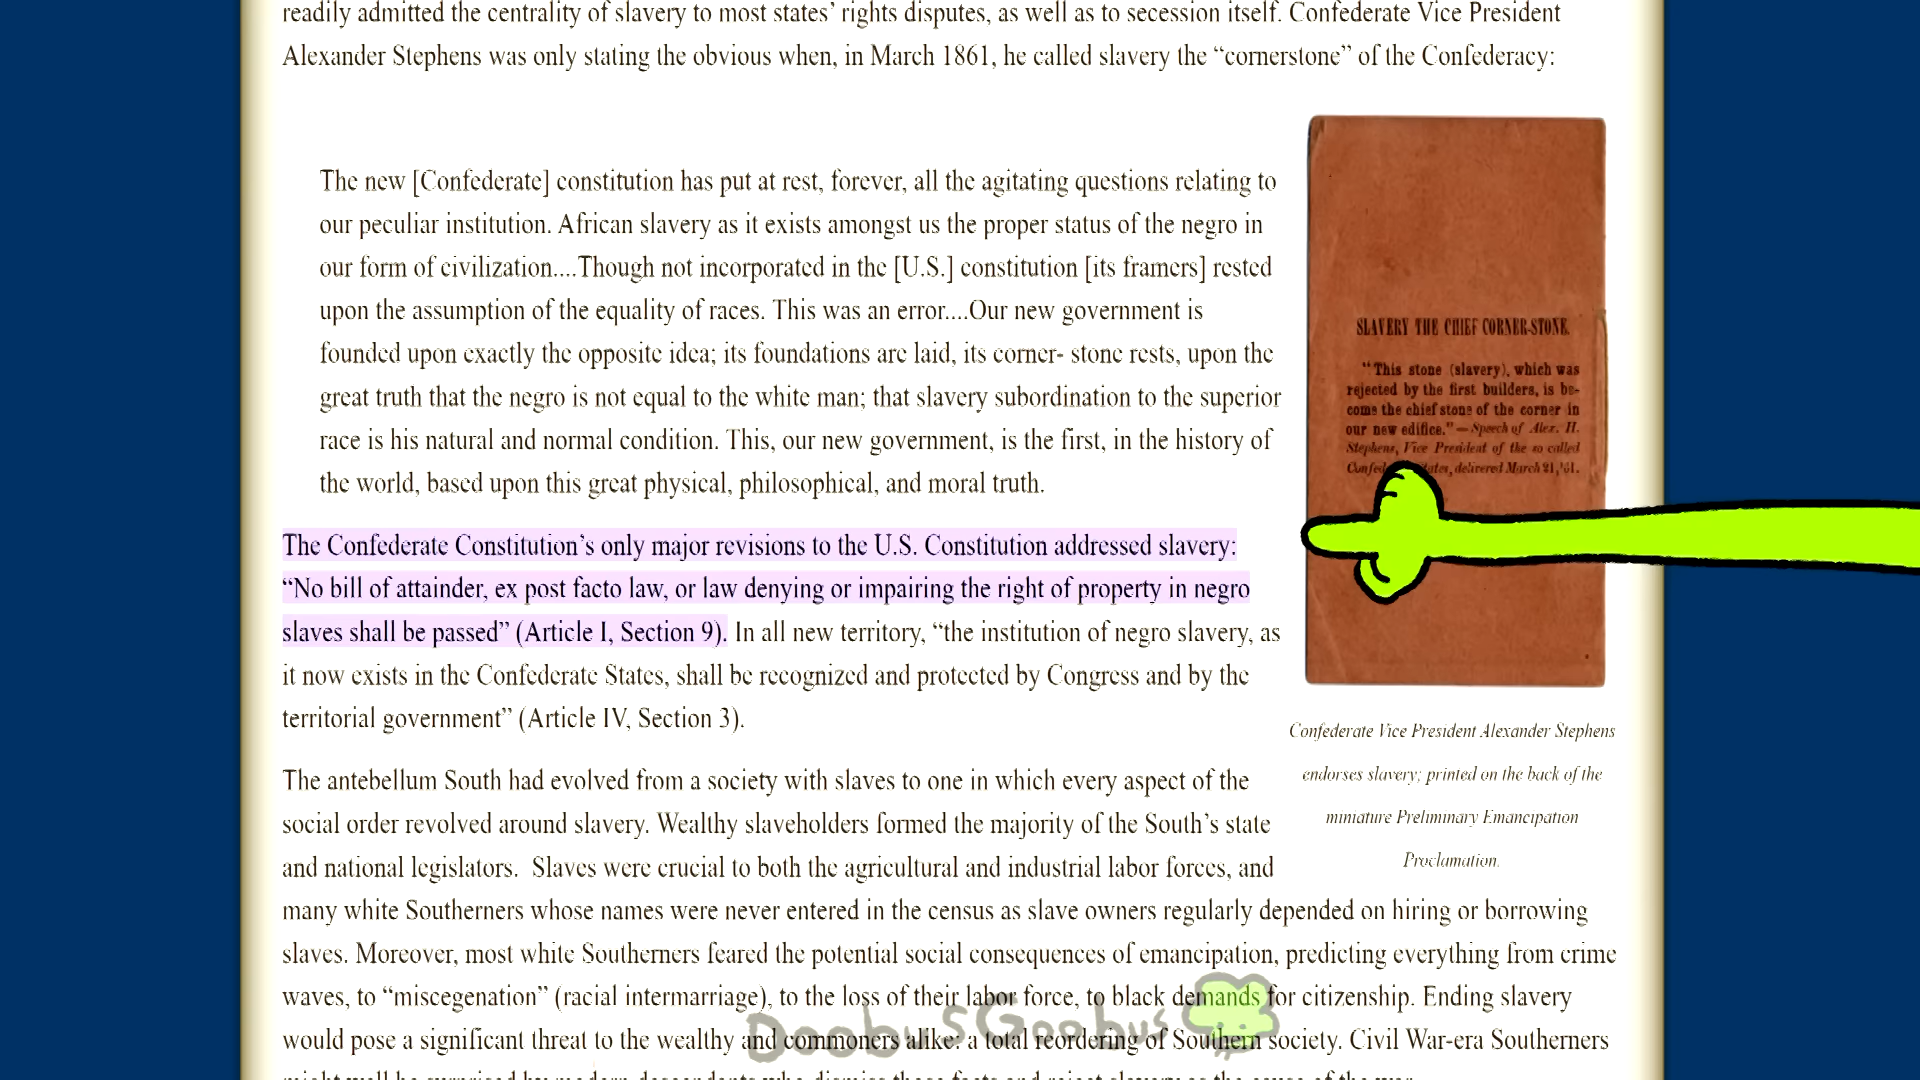 readily admitted the centrality of slavery to most states’ rights disputes, as well as to secession itself. Confederate Vice President
Alexander Stephens was only stating the obvious when, in March 1861, he called slavery the “cornerstone” of the Confederacy:
The new [Confederate] constitution has put at rest, forever, all the agitating questions relating to
our peculiar institution. African slavery as it exists amongst us the proper status of the negro in
our form of civilization....Though not incorporated in the [U.S.] constitution [its framers] rested
upon the assumption of the equality of races. This was an error....Our new government is
founded upon exactly the opposite idea; its foundations are laid, its corner- stone rests, upon the
great truth that the negro is not equal to the white man; that slavery subordination to the superior
race is his natural and normal condition. This, our new government, is the first, in the history of
the world, based upon this great physical, philosophical, and moral truth.
SLAVERY THE CHIEF CORNER-STONE.
“This stone (slavery), which was
rejected by the first builders, is be-
come the chief stone of the corner in
our new edifice.”—Speech of Alex. H.
Stephens, Vice President of the so called
delivered March 21, '61.
The Confederate Constitution’s only major revisions to the U.S. Constitution addressed slavery:
“No bill of attainder, ex post facto law, or law denying or impairing the right of property in negro
slaves shall be passed” (Article I, Section 9). In all new territory, “the institution of negro slavery, as
it now exists in the Confederate States, shall be recognized and protected by Congress and by the
territorial government” (Article IV, Section 3).
Confederate Vice President Alexander Stephens
endorses slavery; printed on the back of the
miniature Preliminary Emancipation
Proclamation.
The antebellum South had evolved from a society with slaves to one in which every aspect of the
social order revolved around slavery. Wealthy slaveholders formed the majority of the South’s state
and national legislators. Slaves were crucial to both the agricultural and industrial labor forces, and
many white Southerners whose names were never entered in the census as slave owners regularly depended on hiring or borrowing
slaves. Moreover, most white Southerners feared the potential social consequences of emancipation, predicting everything from crime
waves, to “miscegenation” (racial intermarriage), to the loss of their labor force, to black demands for citizenship. Ending slavery
would pose a significant threat to the wealthy and commoners alike: a total reordering of Southern society. Civil War-era Southerners
DoobusGoobus